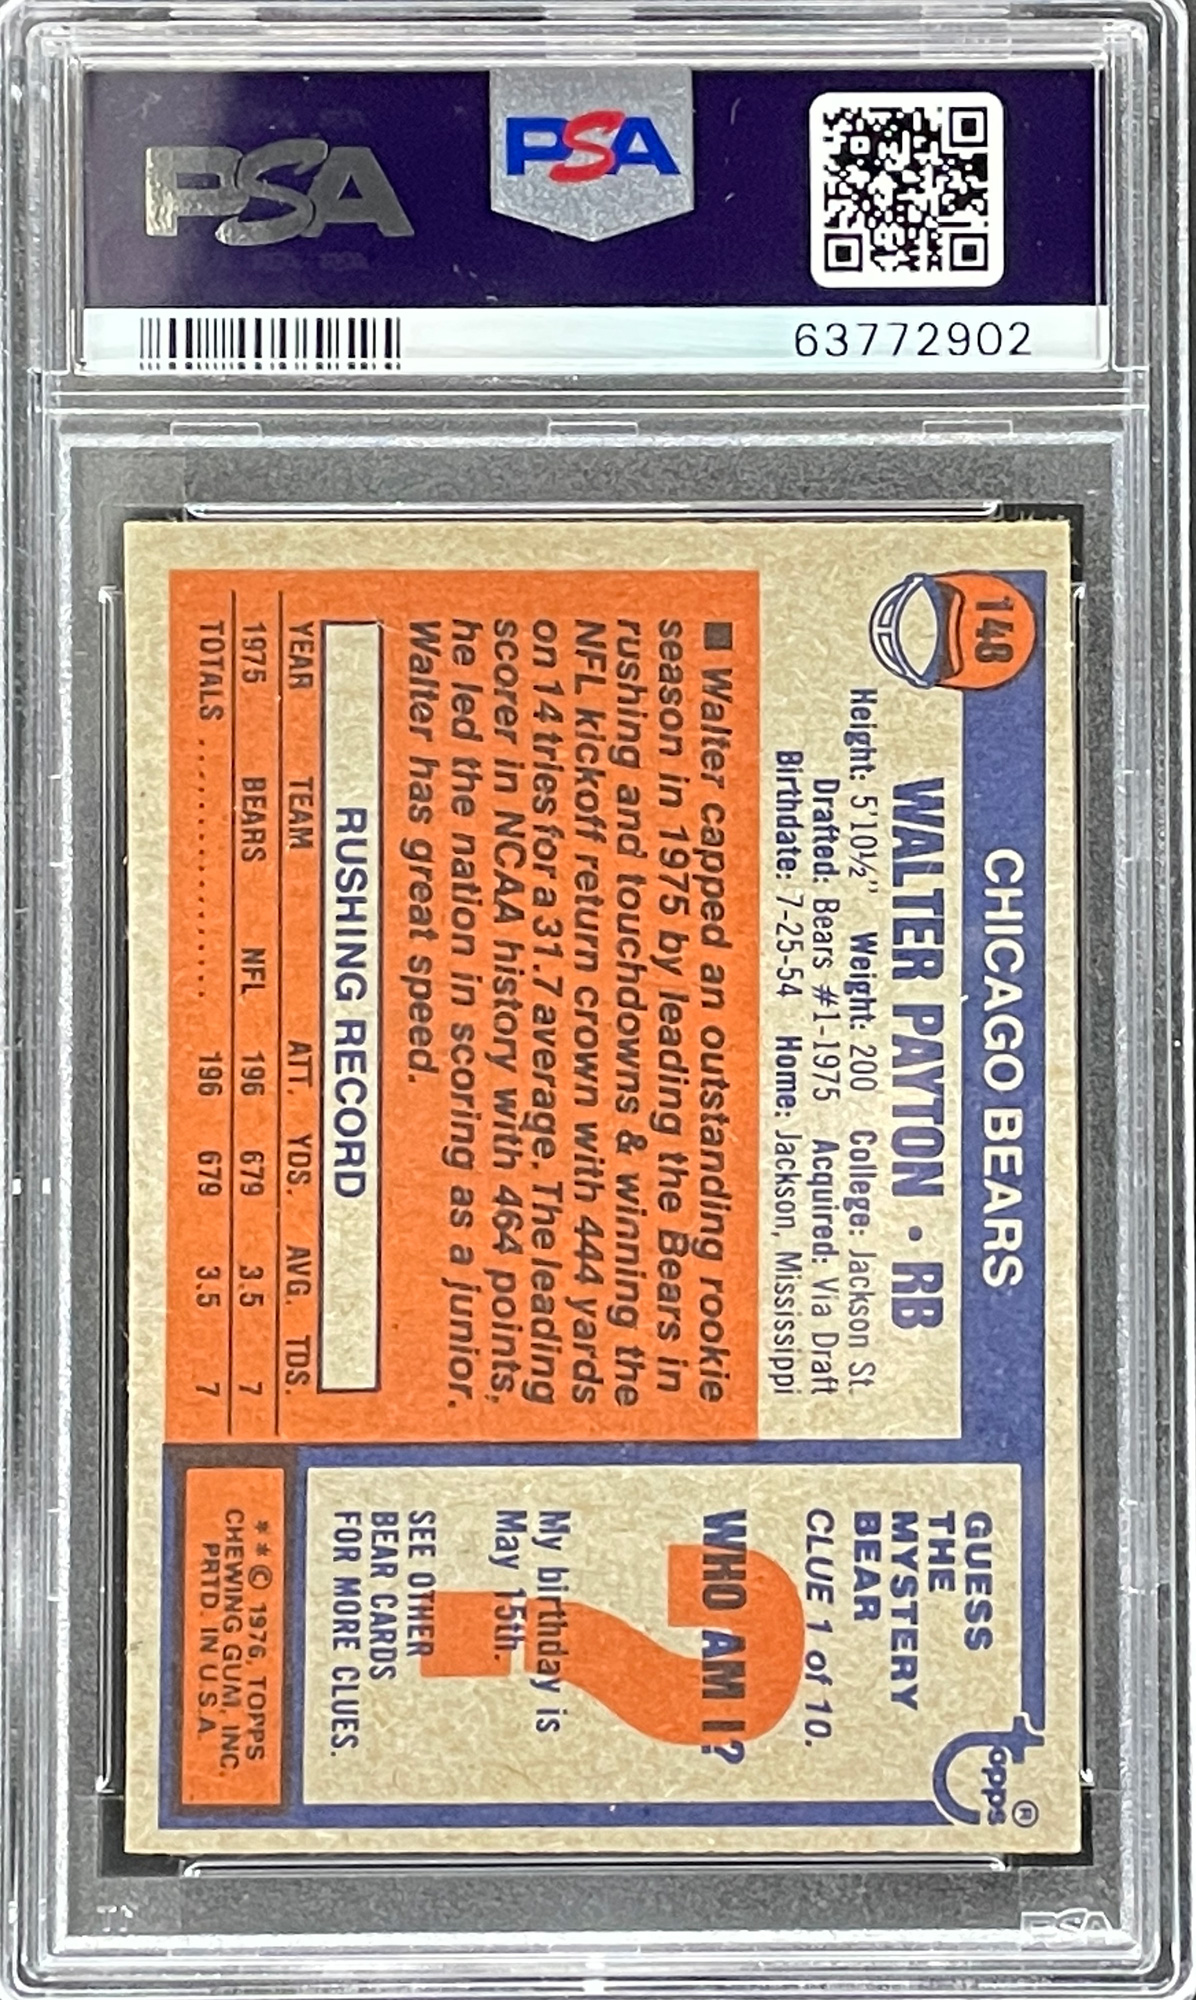 PSA
PSA
63772902
148
CHICAGO BEARS
WALTER PAYTON • RB
Height: 5'10½" Weight: 200 College: Jackson St.
Drafted: Bears #1-1975 Acquired: Via Draft
Birthdate: 7-25-54 Home: Jackson, Mississippi
■ Walter capped an outstanding rookie
season in 1975 by leading the Bears in
rushing and touchdowns & winning the
NFL kickoff return crown with 444 yards
on 14 tries for a 31.7 average. The leading
scorer in NCAA history with 464 points,
he led the nation in scoring as a junior.
Walter has great speed.
RUSHING RECORD
YEAR TEAM ATT. YDS. AVG. TDS.
1975 BEARS NFL 196 679 3.5 7
TOTALS .................. 196 679 3.5 7
topps®
GUESS
THE
MYSTERY
BEAR
CLUE 1 of 10.
WHO AM I?
My birthday is
May 15th.
SEE OTHER
BEAR CARDS
FOR MORE CLUES.
**© 1976, TOPPS
CHEWING GUM, INC.
PRTD. IN U.S.A.
PSA